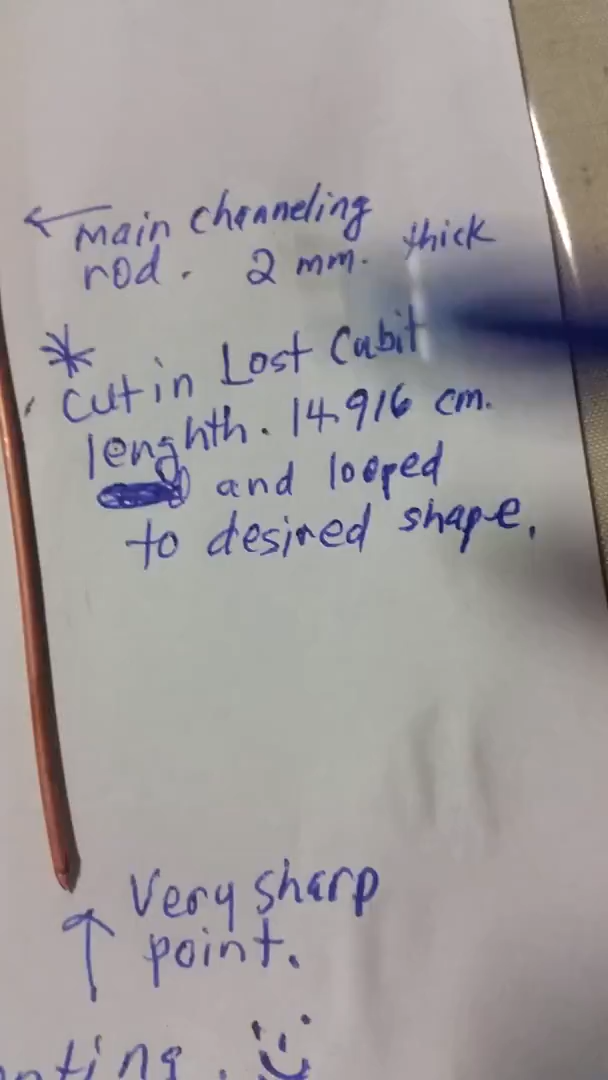 ← main channeling
rod. 2 mm. thick
*
cut in Lost Cubit
lenghth. 14.916 cm.
and looped
to desired shape.
↑ Very sharp
point.